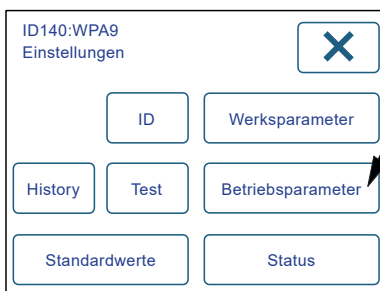 ID140:WPA9
Einstellungen
ID
Werksparameter
History
Test
Betriebsparameter
Standardwerte
Status